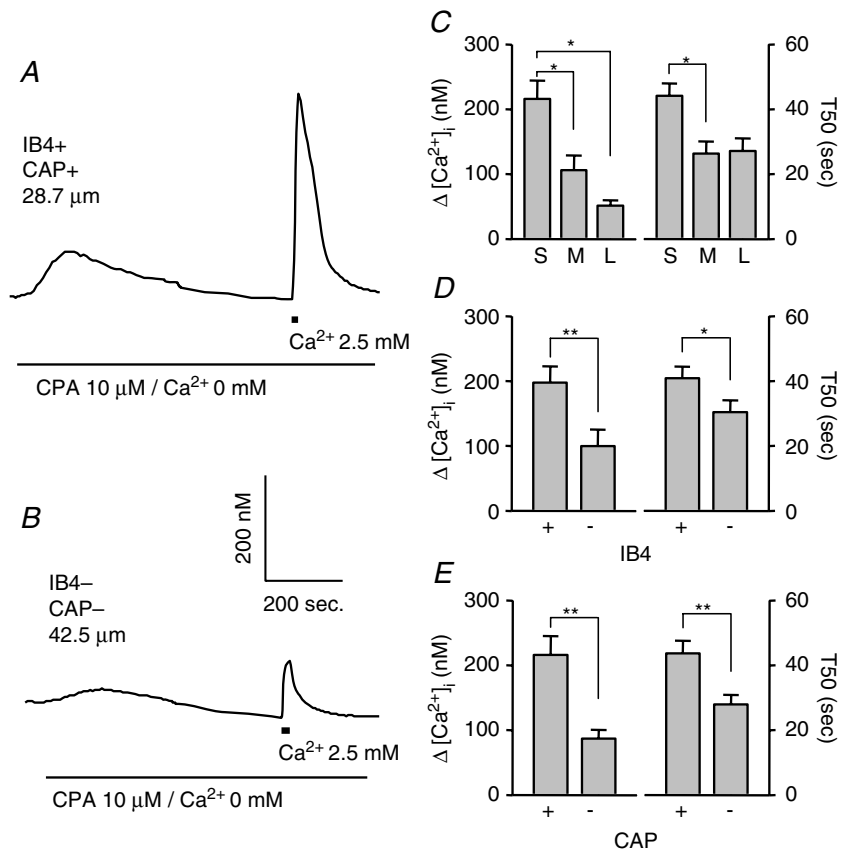 A
IB4+
CAP+
28.7 μm
Ca²⁺ 2.5 mM
CPA 10 μM / Ca²⁺ 0 mM
B
200 nM
200 sec.
IB4–
CAP–
42.5 μm
Ca²⁺ 2.5 mM
CPA 10 μM / Ca²⁺ 0 mM
C
300
200
100
0
Δ [Ca²⁺]ᵢ (nM)
*
*
S M L
*
S M L
60
40
20
0
T50 (sec)
D
300
200
100
0
Δ [Ca²⁺]ᵢ (nM)
**
+ -
*
+ -
IB4
60
40
20
0
T50 (sec)
E
300
200
100
0
Δ [Ca²⁺]ᵢ (nM)
**
+ -
**
+ -
CAP
60
40
20
0
T50 (sec)